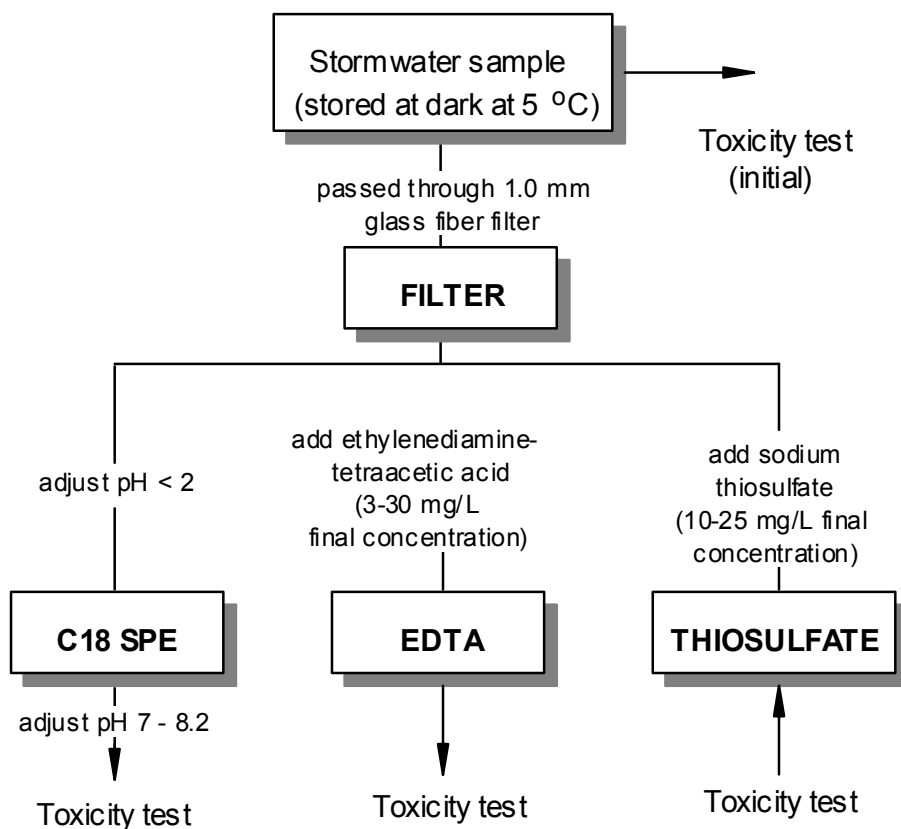 Stormwater sample
(stored at dark at 5 °C)
Toxicity test
(initial)
passed through 1.0 mm
glass fiber filter
FILTER
adjust pH < 2
add ethylenediamine-
tetraacetic acid
(3-30 mg/L
final concentration)
add sodium
thiosulfate
(10-25 mg/L final
concentration)
C18 SPE
EDTA
THIOSULFATE
adjust pH 7 - 8.2
Toxicity test
Toxicity test
Toxicity test